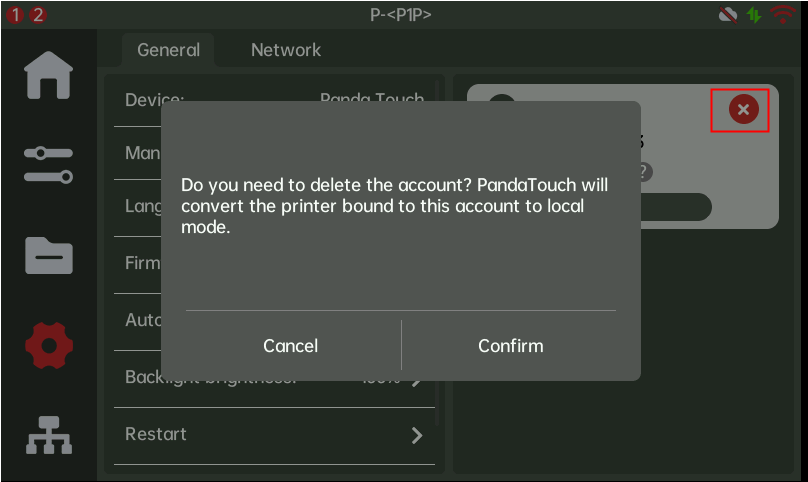 1 2 P-<P1P>
General Network
Device: Panda Touch
Man
Do you need to delete the account? PandaTouch will
convert the printer bound to this account to local
mode.
Lang
?
Firm
Auto
Cancel Confirm
Backlight brightness: 100%
Restart